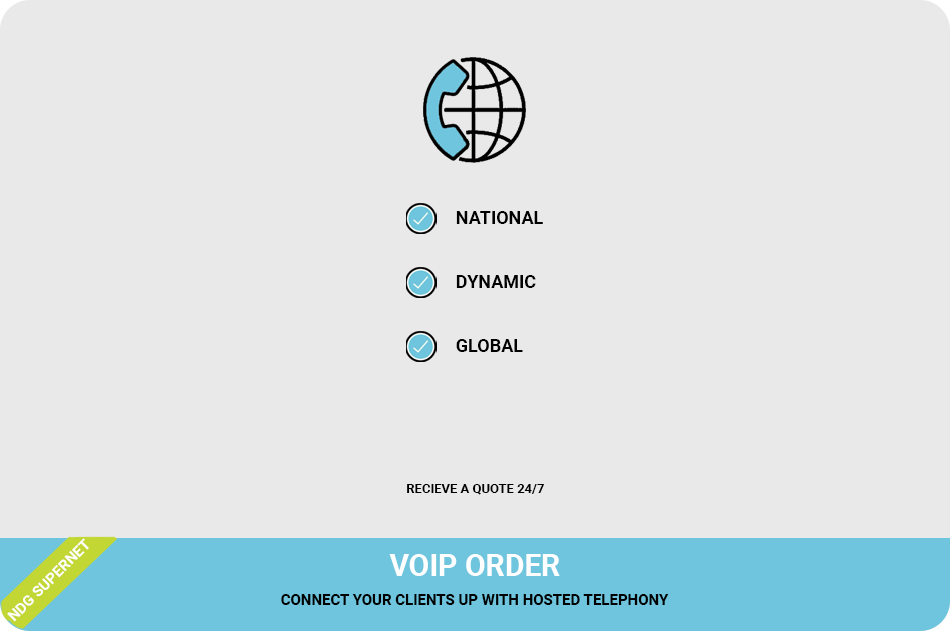 NATIONAL
DYNAMIC
GLOBAL
RECIEVE A QUOTE 24/7
NDG SUPERNET
VOIP ORDER
CONNECT YOUR CLIENTS UP WITH HOSTED TELEPHONY